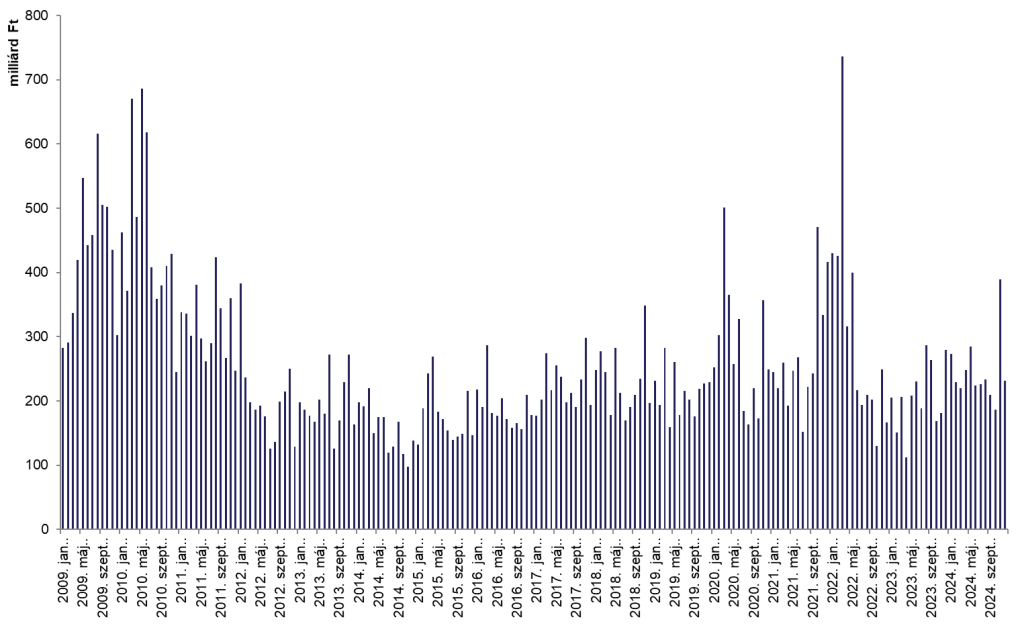 milliárd Ft
800
700
600
500
400
300
200
100
0
2009. jan..
2009. máj..
2009. szept..
2010. jan..
2010. máj..
2010. szept..
2011. jan..
2011. máj..
2011. szept..
2012. jan..
2012. máj..
2012. szept..
2013. jan..
2013. máj..
2013. szept..
2014. jan..
2014. máj..
2014. szept..
2015. jan..
2015. máj..
2015. szept..
2016. jan..
2016. máj..
2016. szept..
2017. jan..
2017. máj..
2017. szept..
2018. jan..
2018. máj..
2018. szept..
2019. jan..
2019. máj..
2019. szept..
2020. jan..
2020. máj..
2020. szept..
2021. jan..
2021. máj..
2021. szept..
2022. jan..
2022. máj..
2022. szept..
2023. jan..
2023. máj..
2023. szept..
2024. jan..
2024. máj..
2024. szept..